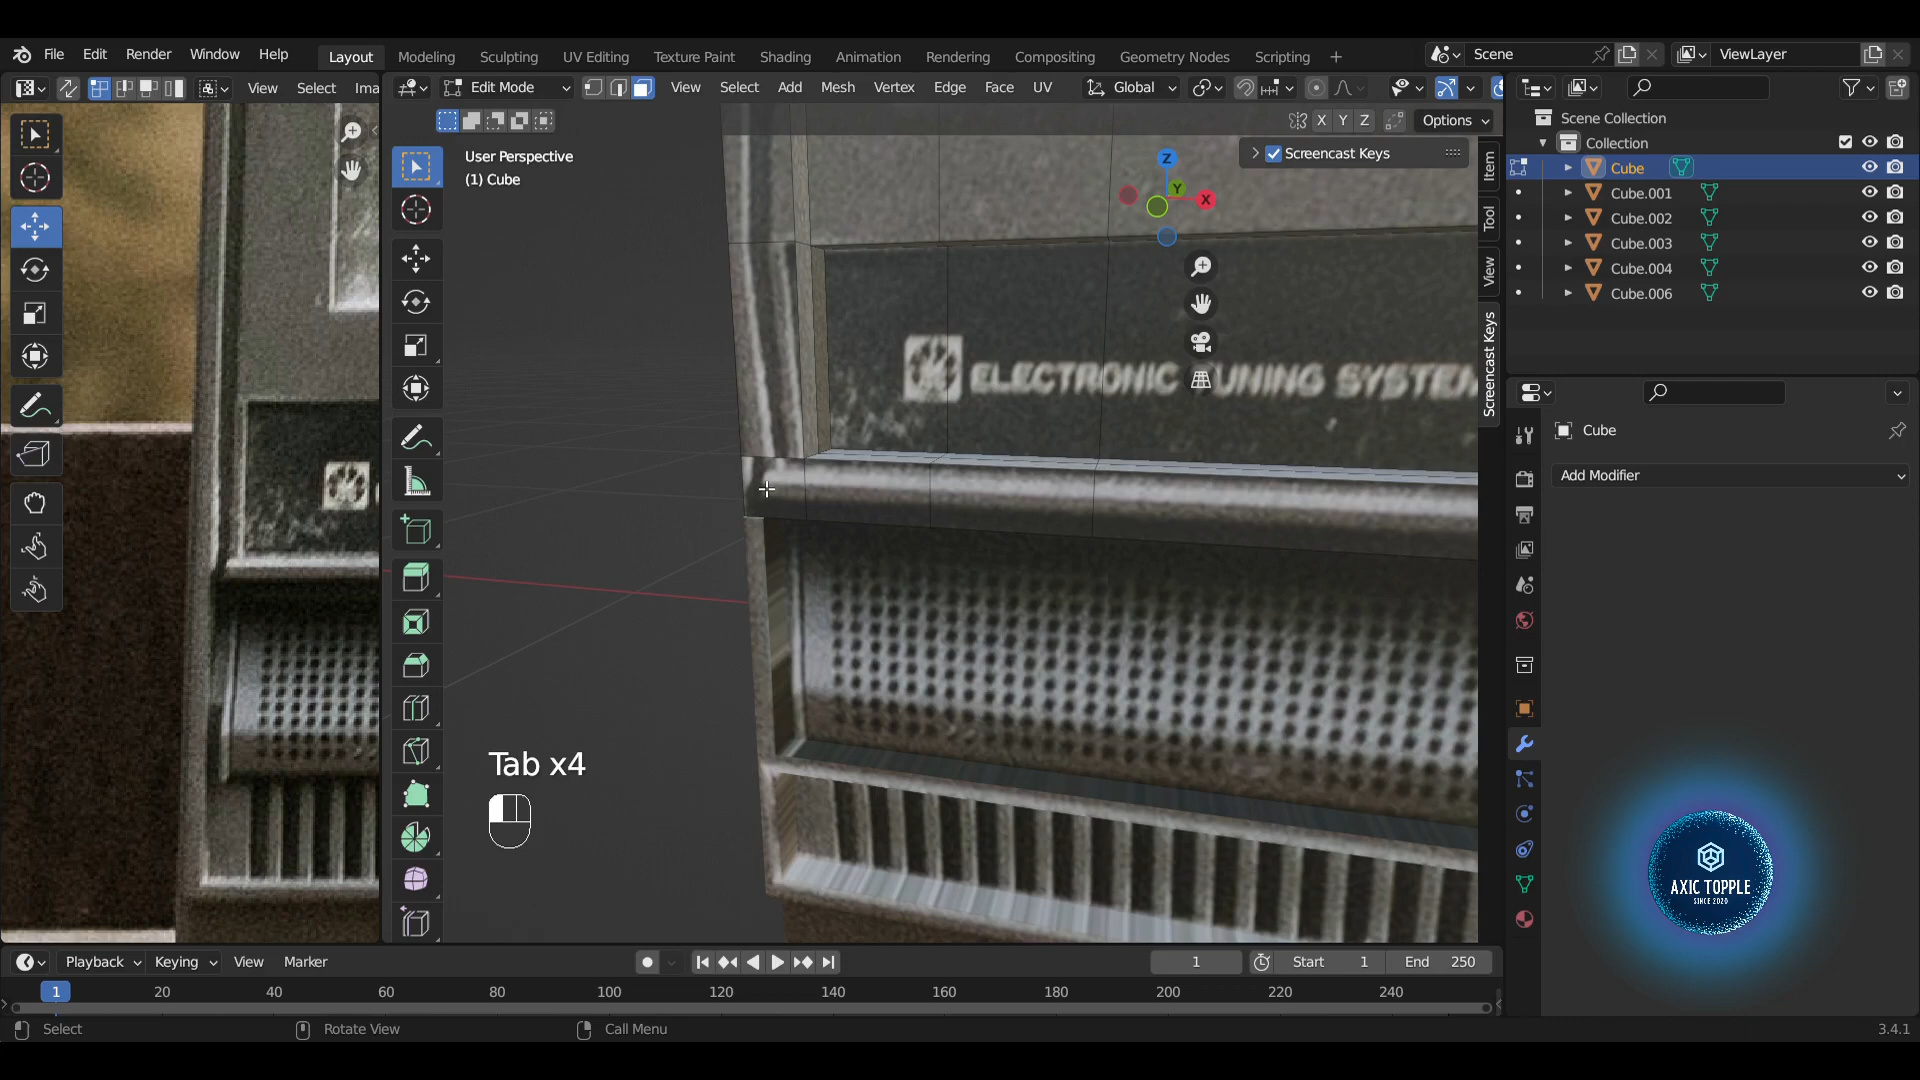 File Edit Render Window Help Layout Modeling Sculpting UV Editing Texture Paint Shading Animation Rendering Compositing Geometry Nodes Scripting Scene ViewLayer
View Select Ima Edit Mode View Select Add Mesh Vertex Edge Face UV Global
X Y Z Options
User Perspective
(1) Cube
Screencast Keys
Z
Y
X
Item
Tool
View
Screencast Keys
Scene Collection
Collection
Cube
Cube.001
Cube.002
Cube.003
Cube.004
Cube.006
Cube
Add Modifier
ELECTRONIC TUNING SYSTEM
Tab x4
AXIC TOPPLE
SINCE 2020
Playback Keying View Marker 1 Start 1 End 250
1 20 40 60 80 100 120 140 160 180 200 220 240
Select Rotate View Call Menu 3.4.1